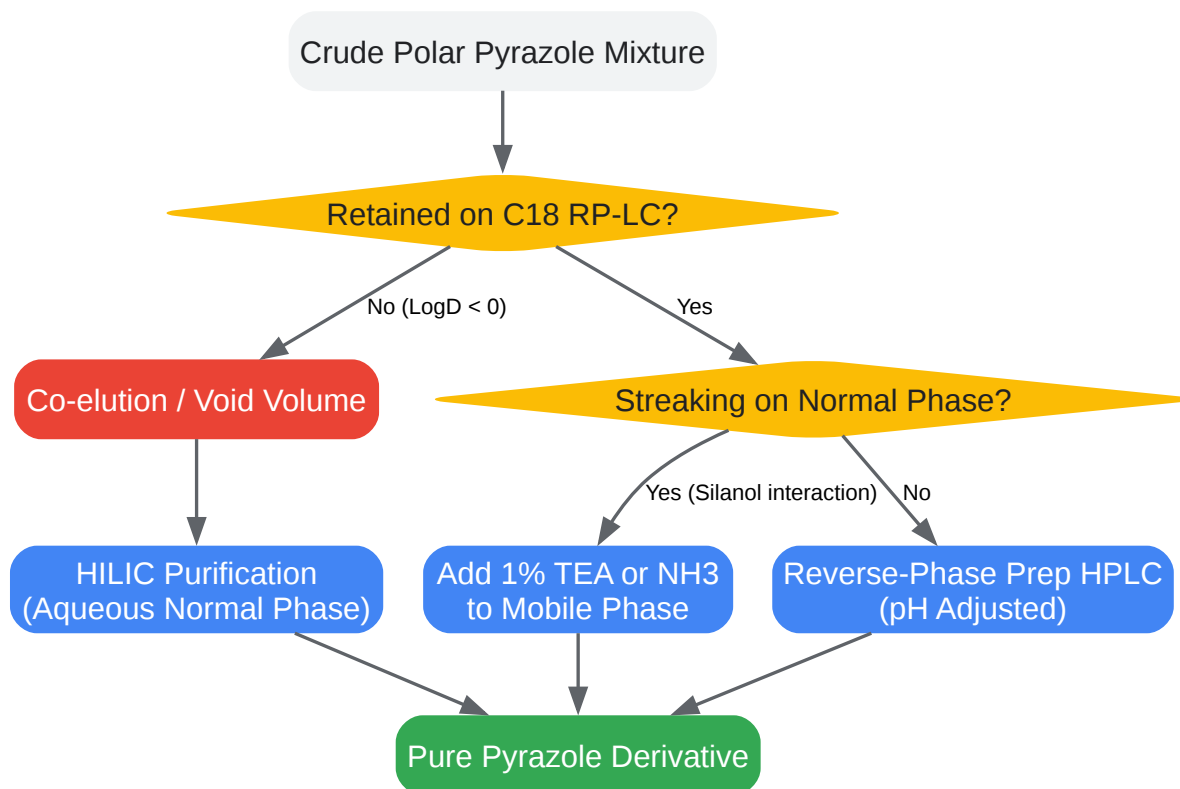 Crude Polar Pyrazole Mixture
Retained on C18 RP-LC?
No (LogD < 0)
Yes
Co-elution / Void Volume
Streaking on Normal Phase?
Yes (Silanol interaction)
No
HILIC Purification
(Aqueous Normal Phase)
Add 1% TEA or NH3
to Mobile Phase
Reverse-Phase Prep HPLC
(pH Adjusted)
Pure Pyrazole Derivative